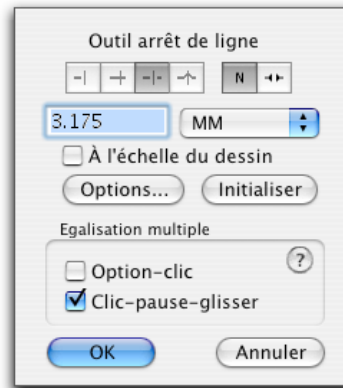 Outil arrêt de ligne
N
3.175 MM
À l'échelle du dessin
Options... Initialiser
Egalisation multiple
?
Option-clic
Clic-pause-glisser
OK Annuler